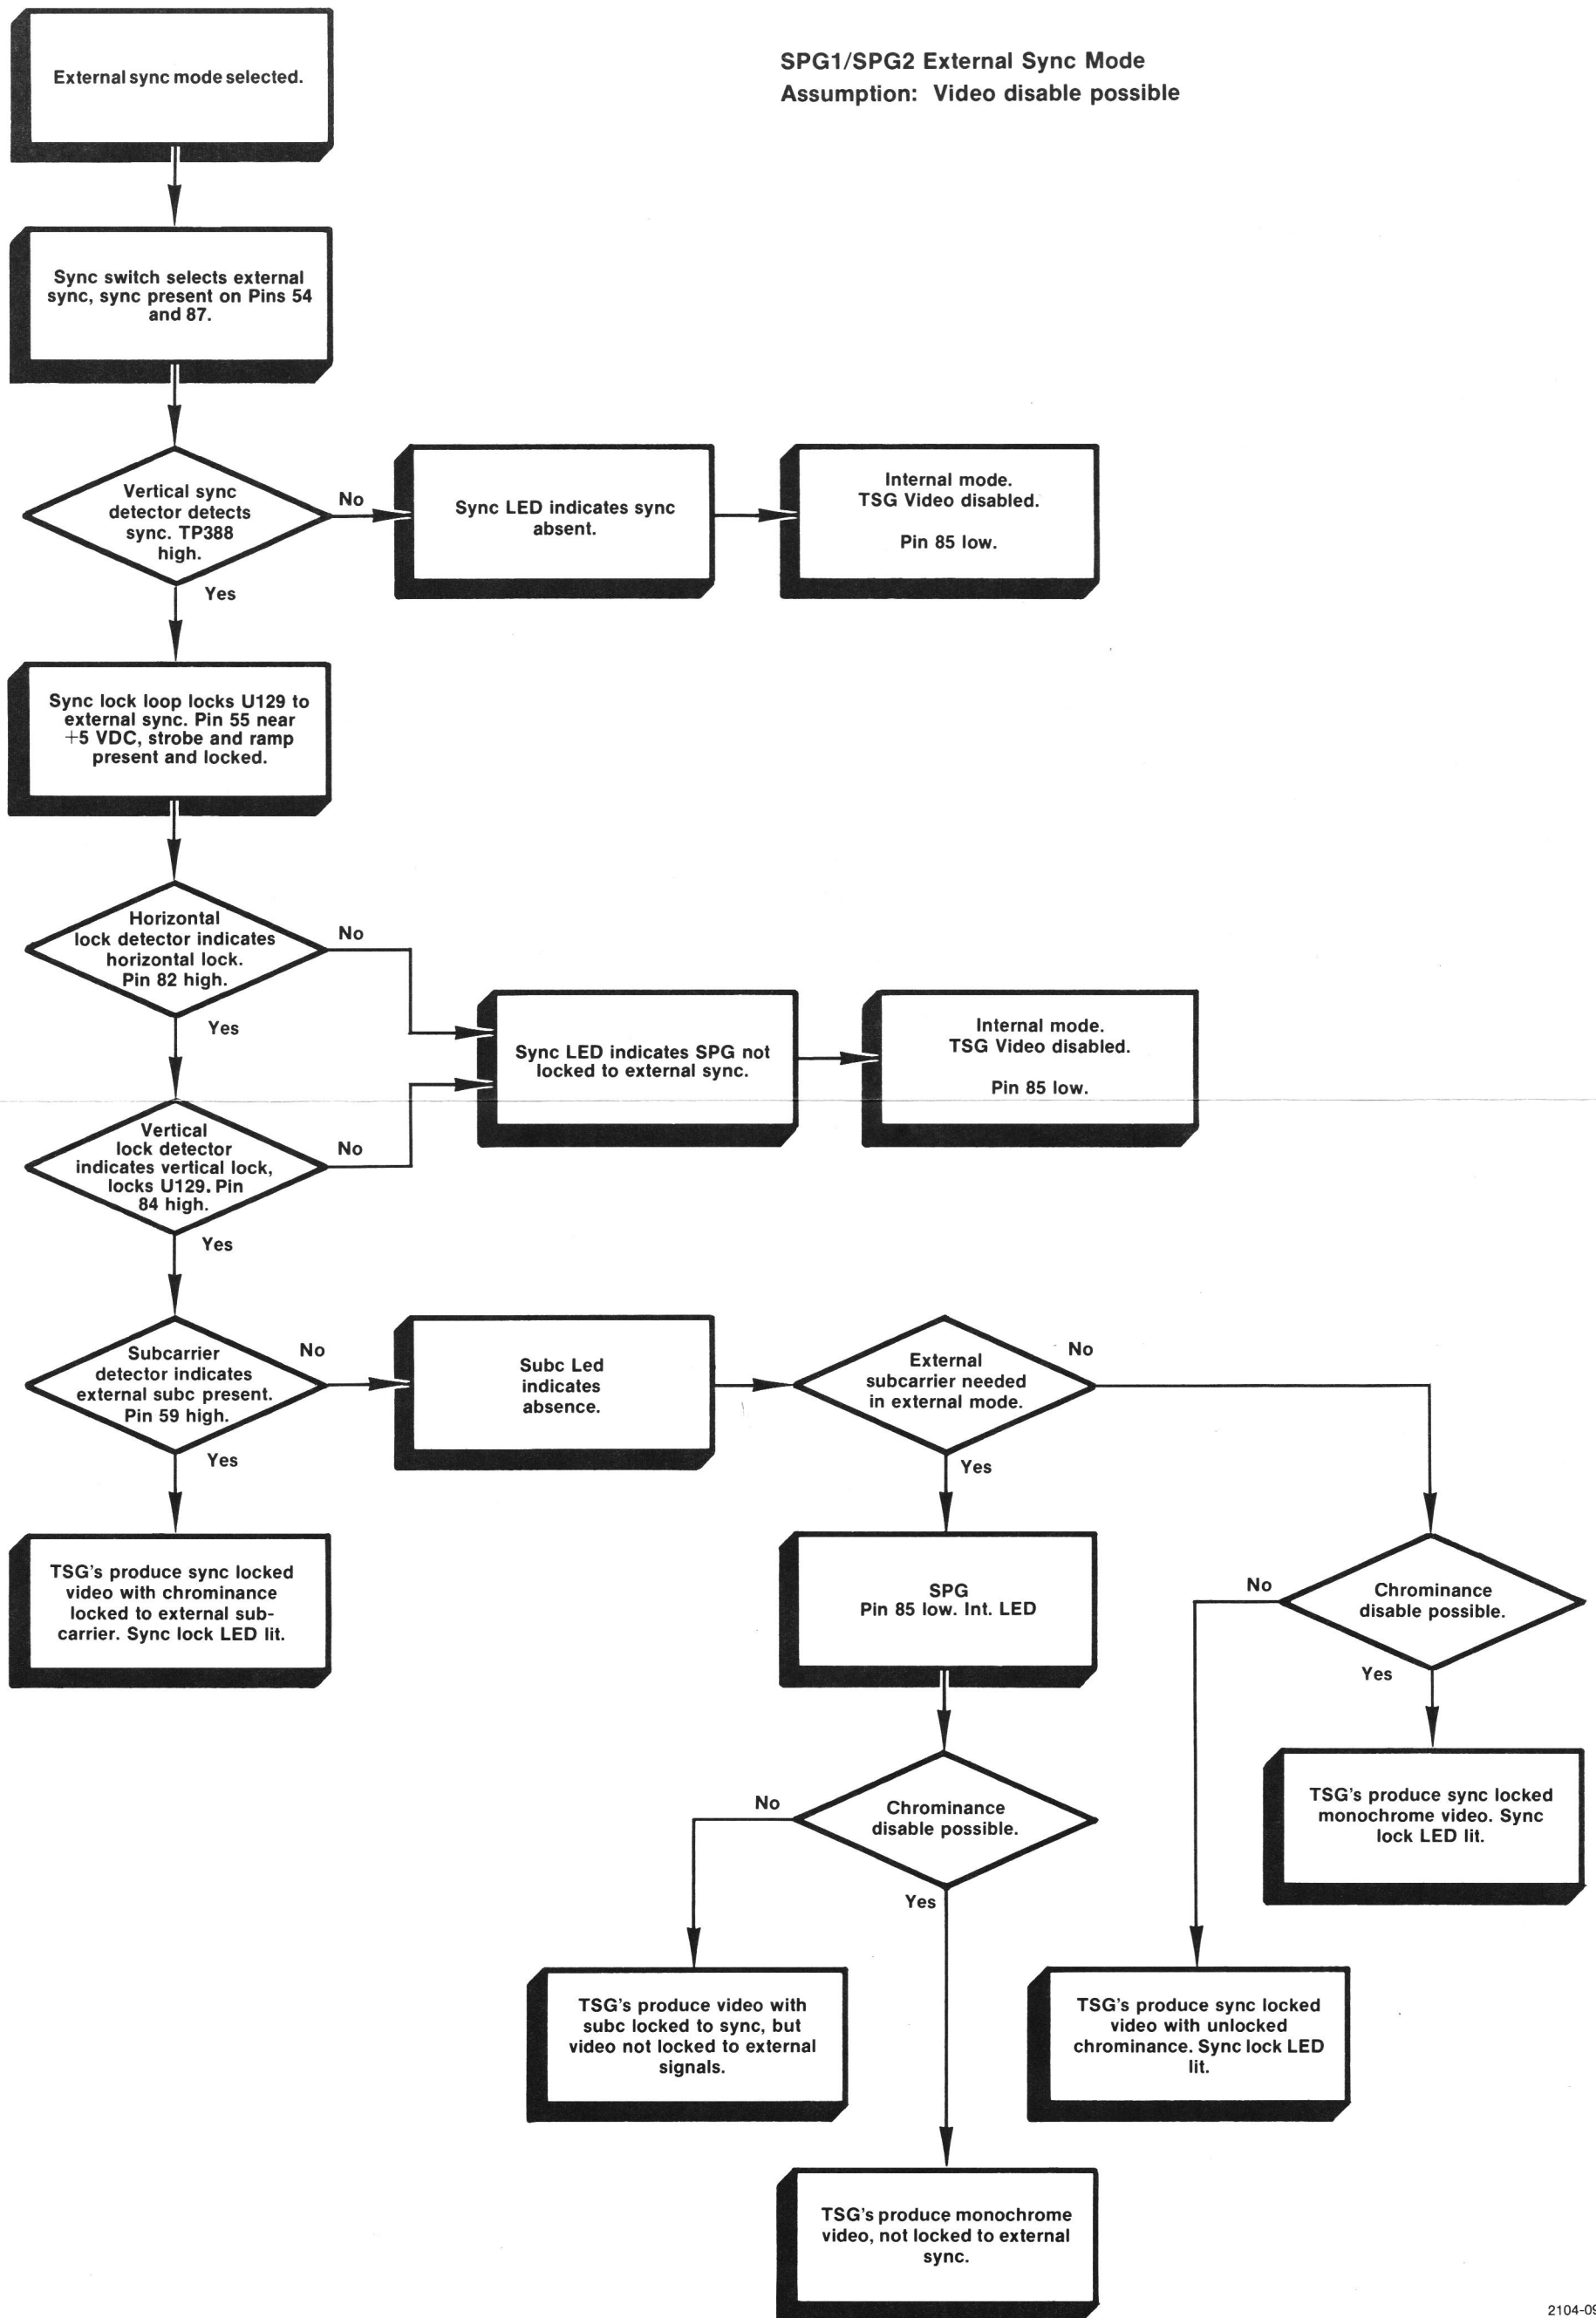 SPG1/SPG2 External Sync Mode
Assumption: Video disable possible
External sync mode selected.
Sync switch selects external
sync, sync present on Pins 54
and 87.
Vertical sync
detector detects
sync. TP388
high.
No
Yes
Sync LED indicates sync
absent.
Internal mode.
TSG Video disabled.
Pin 85 low.
Sync lock loop locks U129 to
external sync. Pin 55 near
+5 VDC, strobe and ramp
present and locked.
Horizontal
lock detector indicates
horizontal lock.
Pin 82 high.
No
Yes
Sync LED indicates SPG not
locked to external sync.
Internal mode.
TSG Video disabled.
Pin 85 low.
Vertical
lock detector
indicates vertical lock,
locks U129. Pin
84 high.
No
Yes
Subcarrier
detector indicates
external subc present.
Pin 59 high.
No
Yes
Subc Led
indicates
absence.
External
subcarrier needed
in external mode.
No
Yes
TSG's produce sync locked
video with chrominance
locked to external sub-
carrier. Sync lock LED lit.
SPG
Pin 85 low. Int. LED
Chrominance
disable possible.
No
Yes
TSG's produce sync locked
monochrome video. Sync
lock LED lit.
Chrominance
disable possible.
No
Yes
TSG's produce video with
subc locked to sync, but
video not locked to external
signals.
TSG's produce sync locked
video with unlocked
chrominance. Sync lock LED
lit.
TSG's produce monochrome
video, not locked to external
sync.